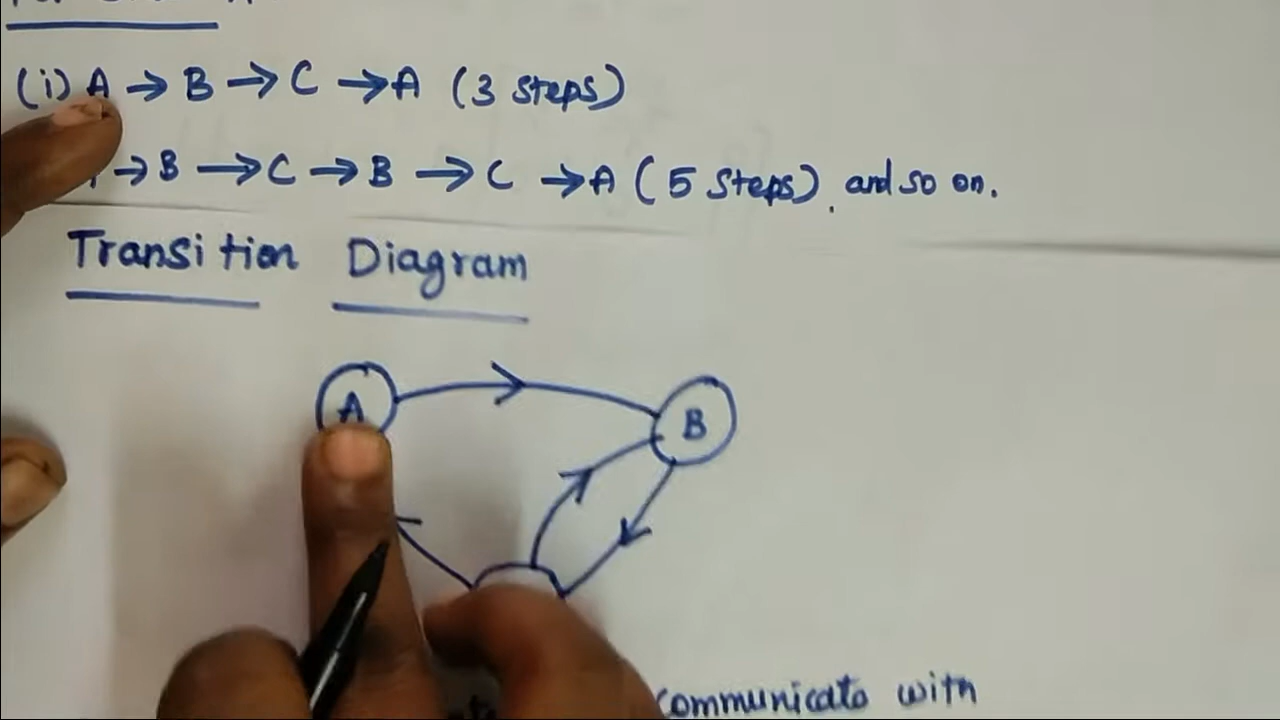 (i) A → B → C → A (3 steps)
→ B → C → B → C → A (5 steps). and so on.
Transition Diagram
A
B
communicate with